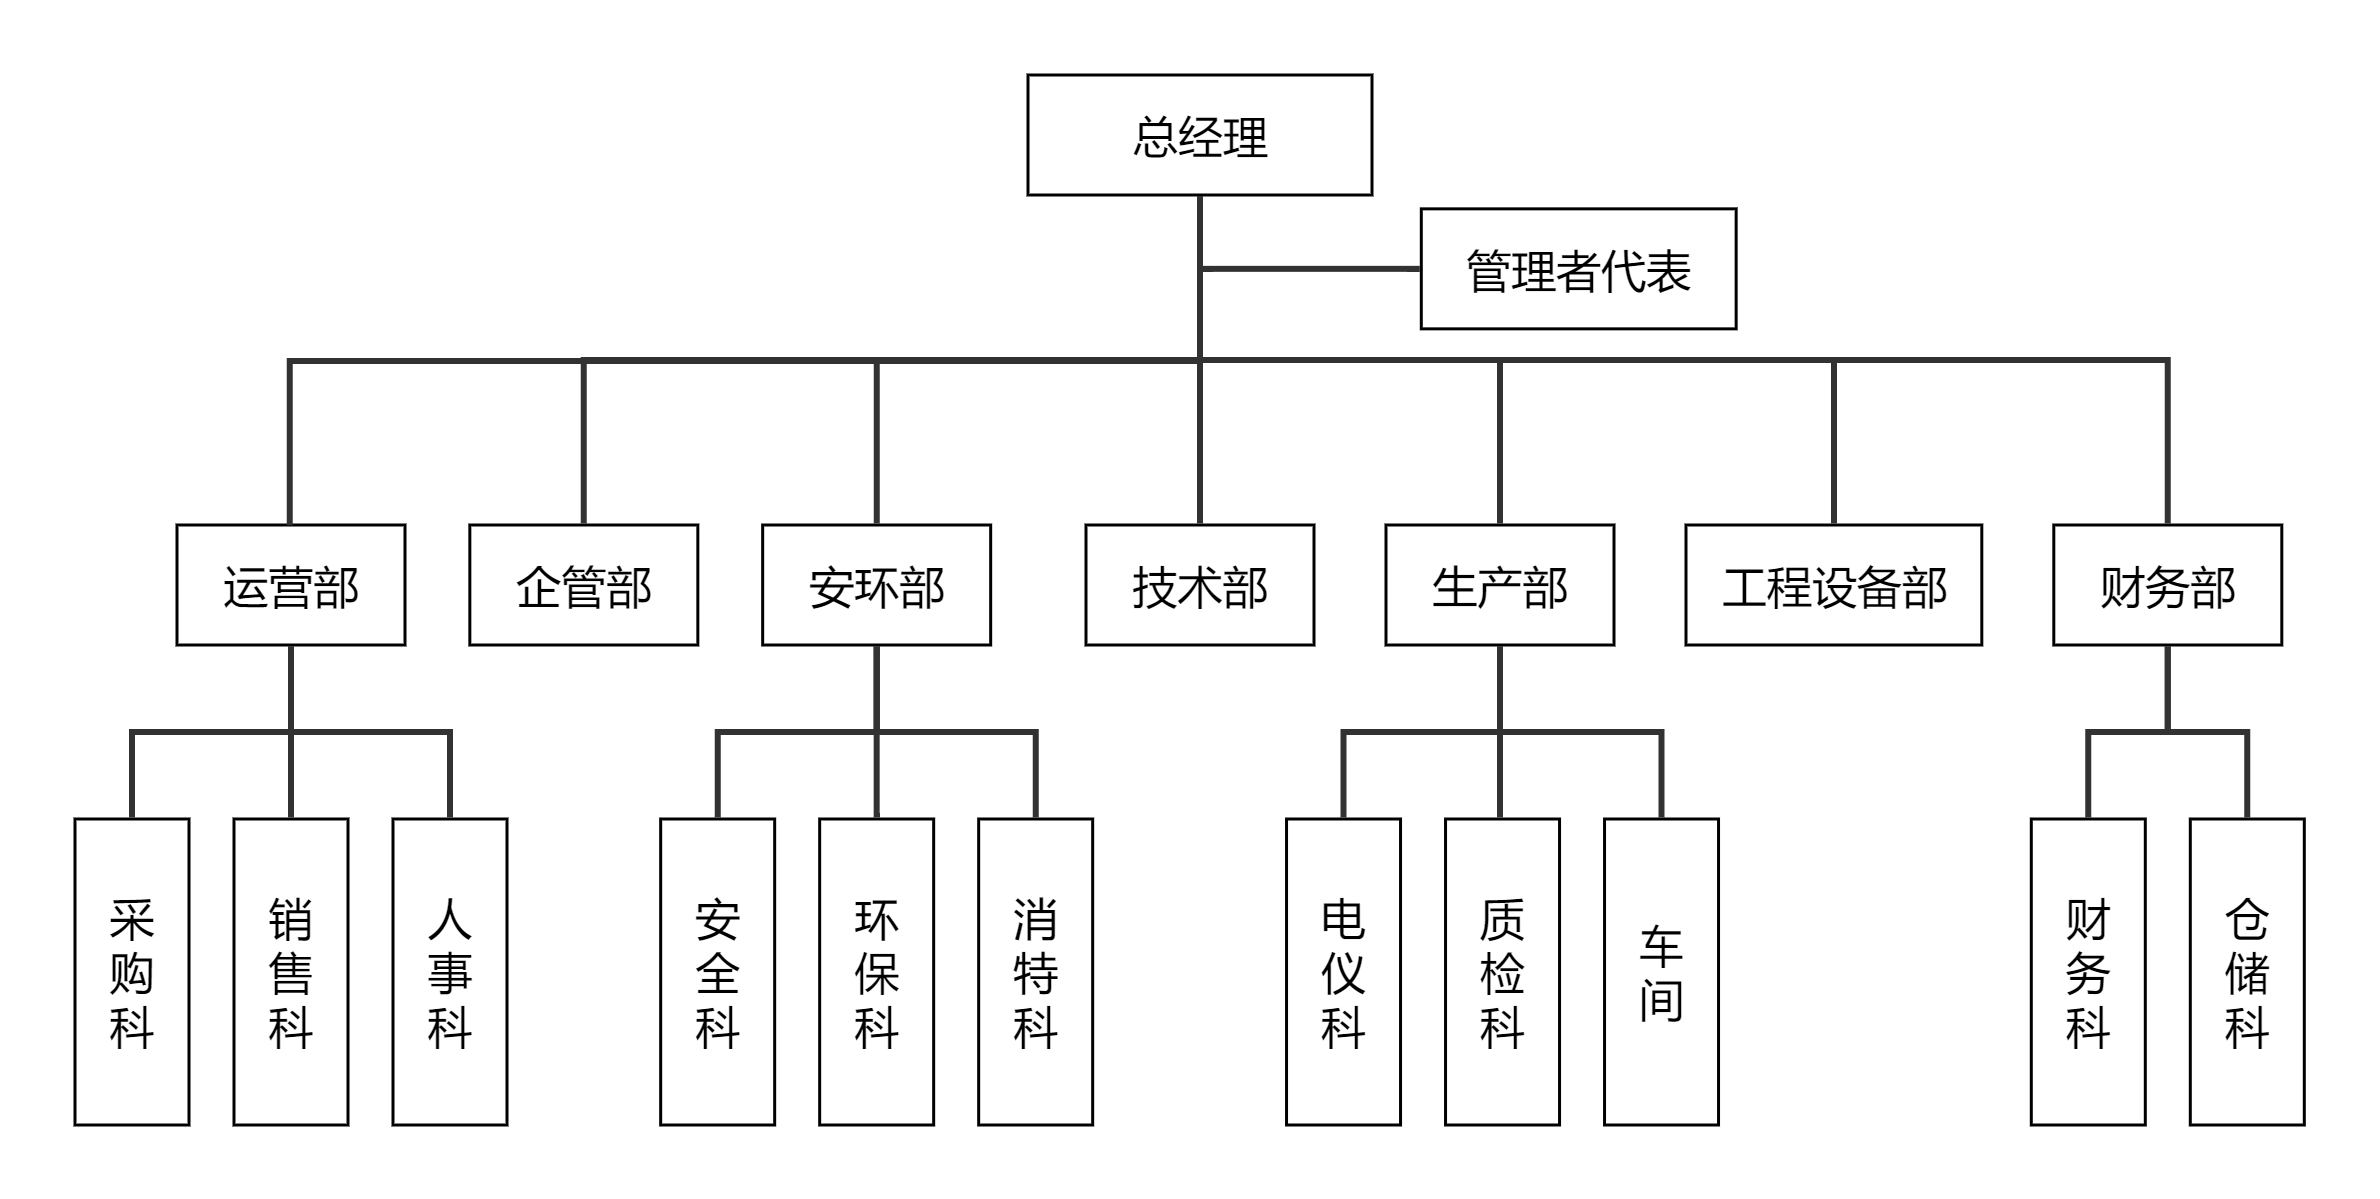 总经理
管理者代表
运营部
企管部
安环部
技术部
生产部
工程设备部
财务部
采购科
销售科
人事科
安全科
环保科
消特科
电仪科
质检科
车间
财务科
仓储科